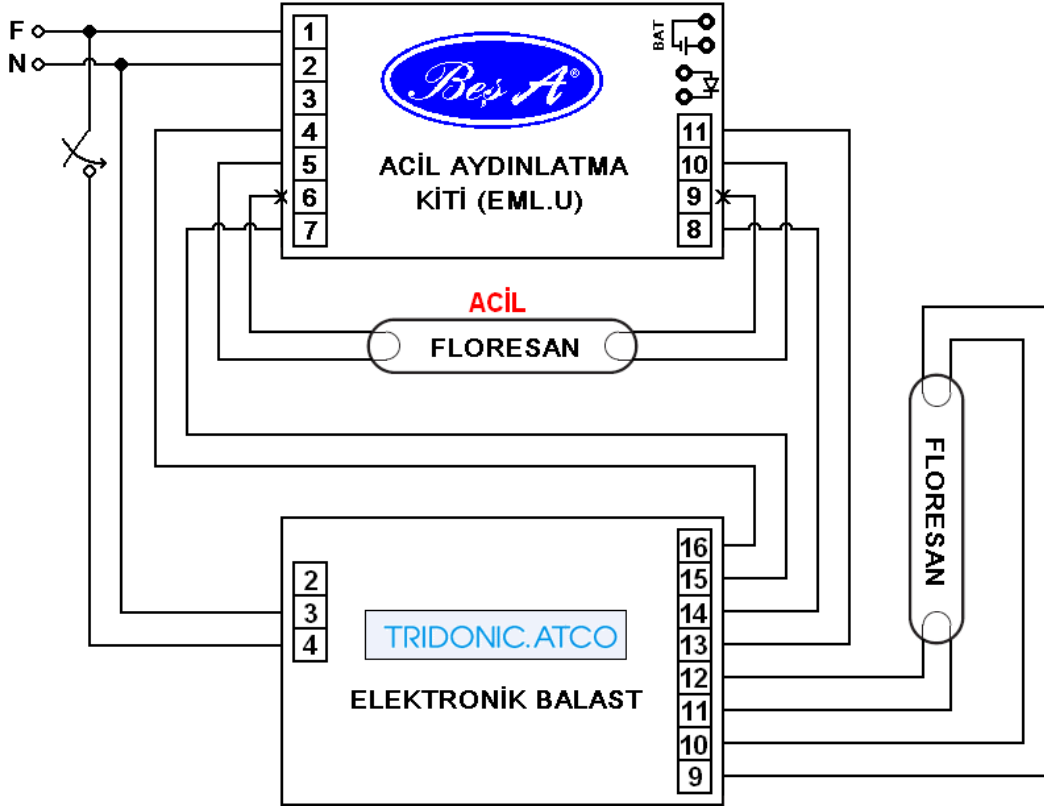 F
N
1
2
3
4
5
6
7
Beş A®
ACİL AYDINLATMA
KİTİ (EML.U)
BAT
11
10
9
8
ACİL
FLORESAN
FLORESAN
2
3
4
TRIDONIC.ATCO
ELEKTRONİK BALAST
16
15
14
13
12
11
10
9